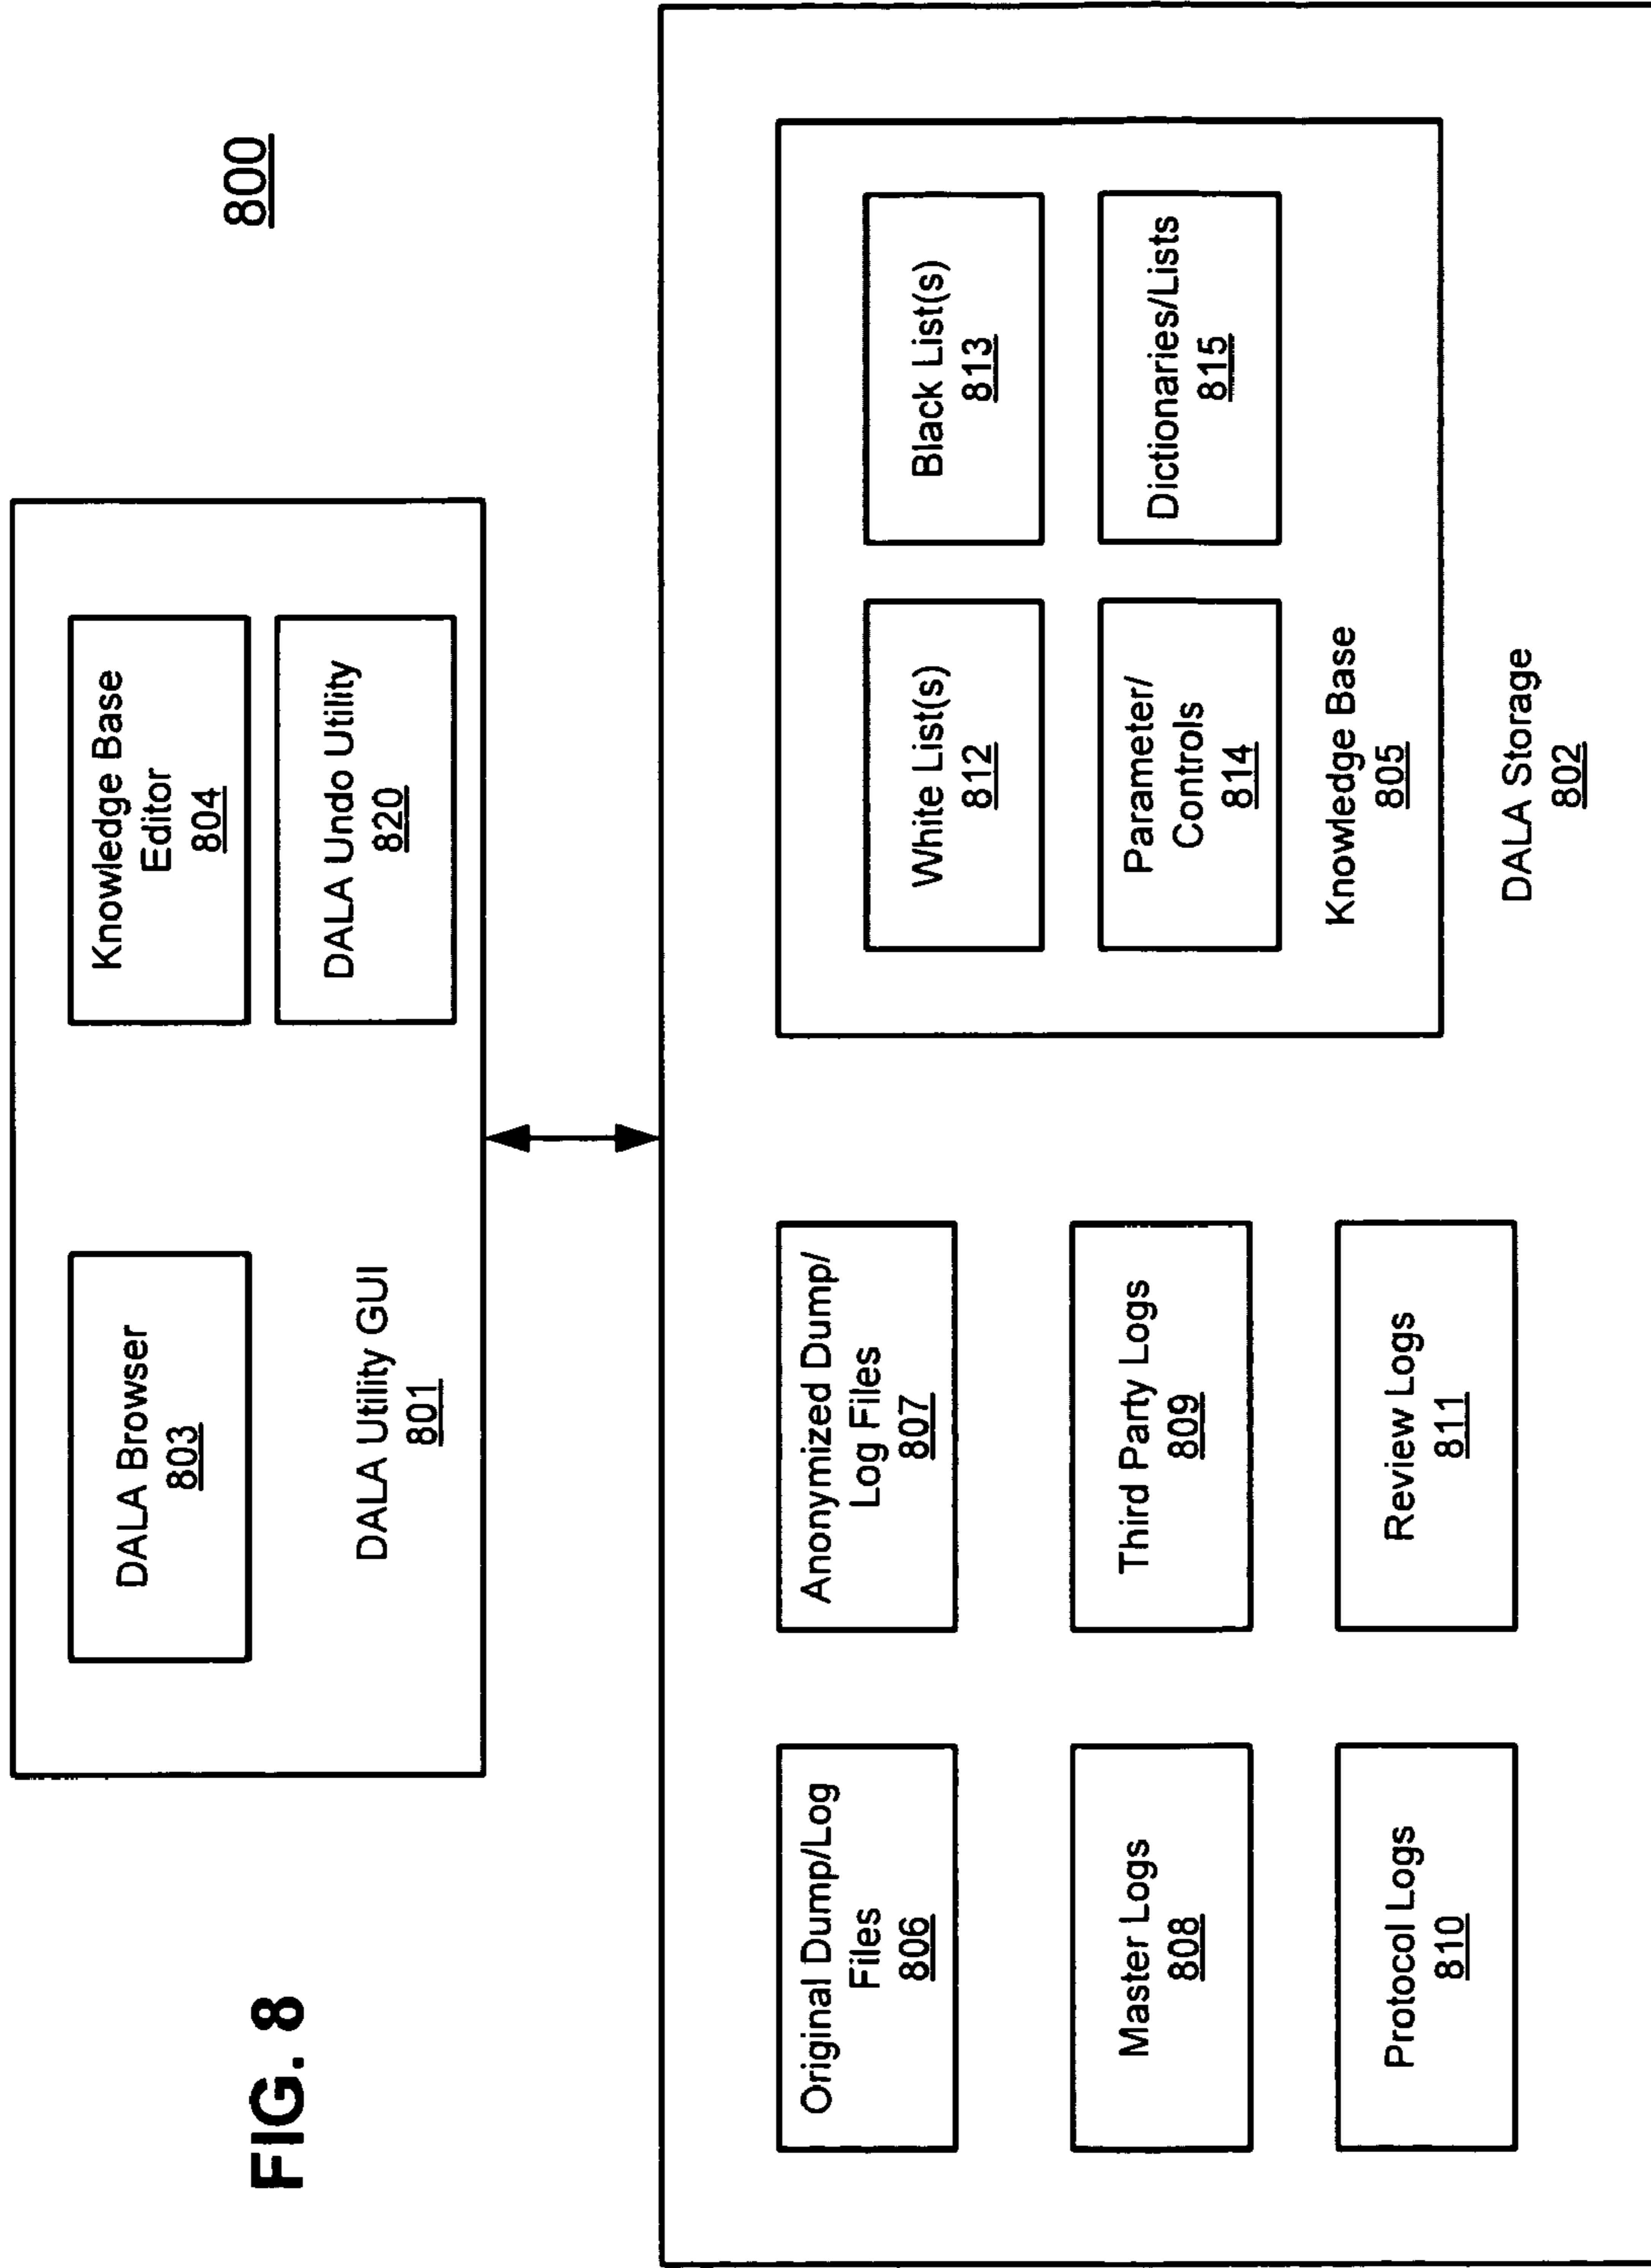 FIG. 8
800
DALA Browser
803
Knowledge Base
Editor
804
DALA Undo Utility
820
DALA Utility GUI
801
Original Dump/Log
Files
806
Anonymized Dump/
Log Files
807
Master Logs
808
Third Party Logs
809
Protocol Logs
810
Review Logs
811
White List(s)
812
Black List(s)
813
Parameter/
Controls
814
Dictionaries/Lists
815
Knowledge Base
805
DALA Storage
802